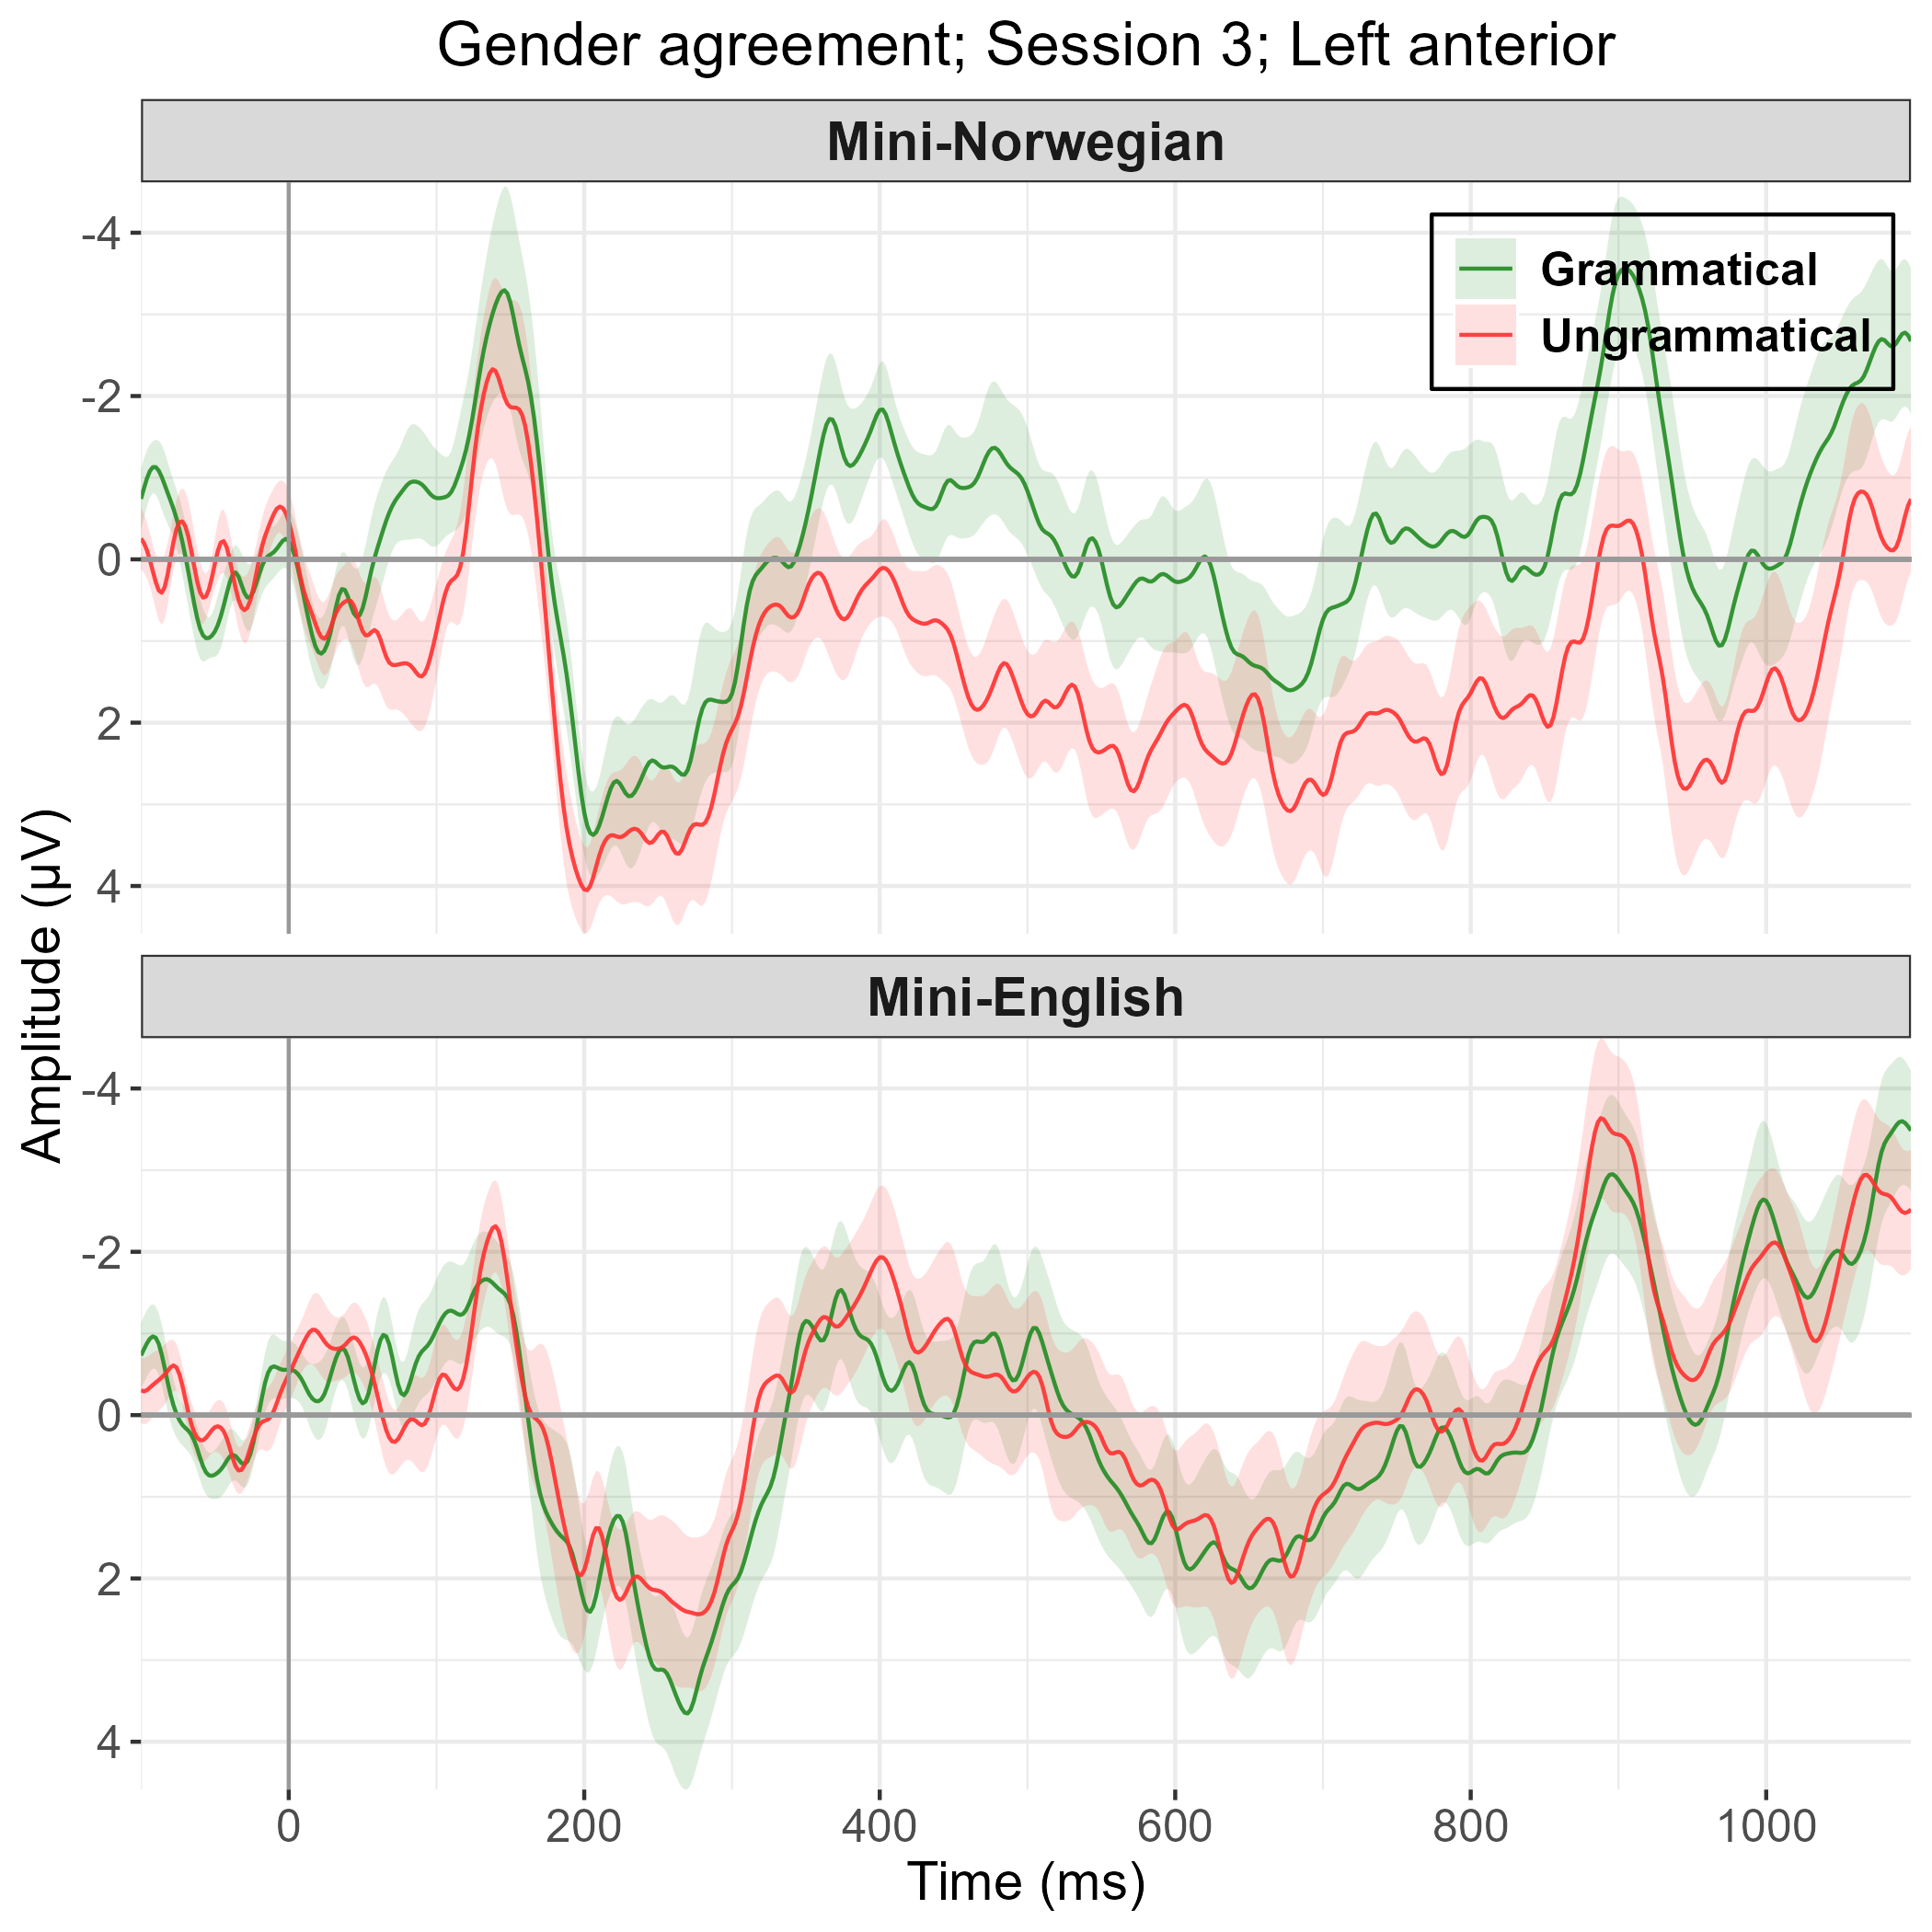 Gender agreement; Session 3; Left anterior
Mini-Norwegian
-4
-2
0
2
4
Grammatical
Ungrammatical
Amplitude (µV)
Mini-English
-4
-2
0
2
4
0 200 400 600 800 1000
Time (ms)